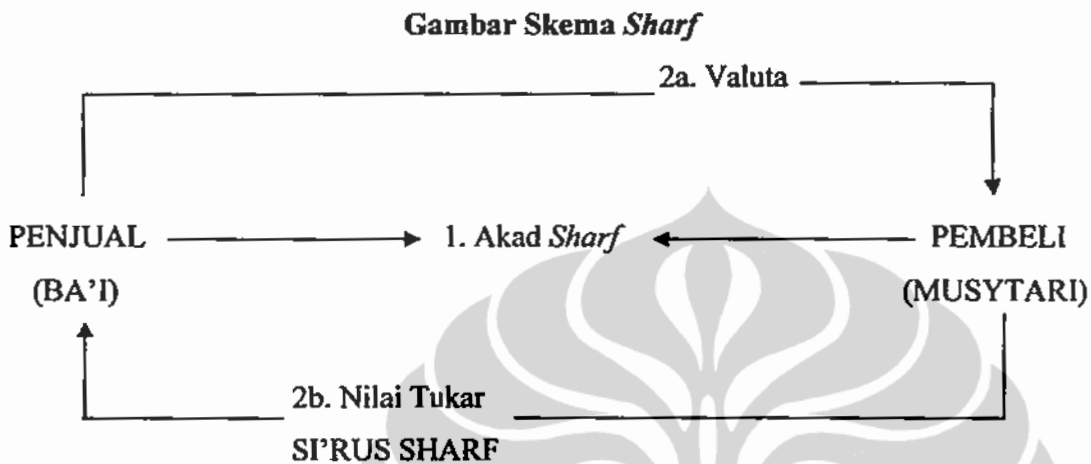 Gambar Skema Sharf
2a. Valuta
PENJUAL 1. Akad Sharf PEMBELI
(BA'I) (MUSYTARI)
2b. Nilai Tukar
SI'RUS SHARF